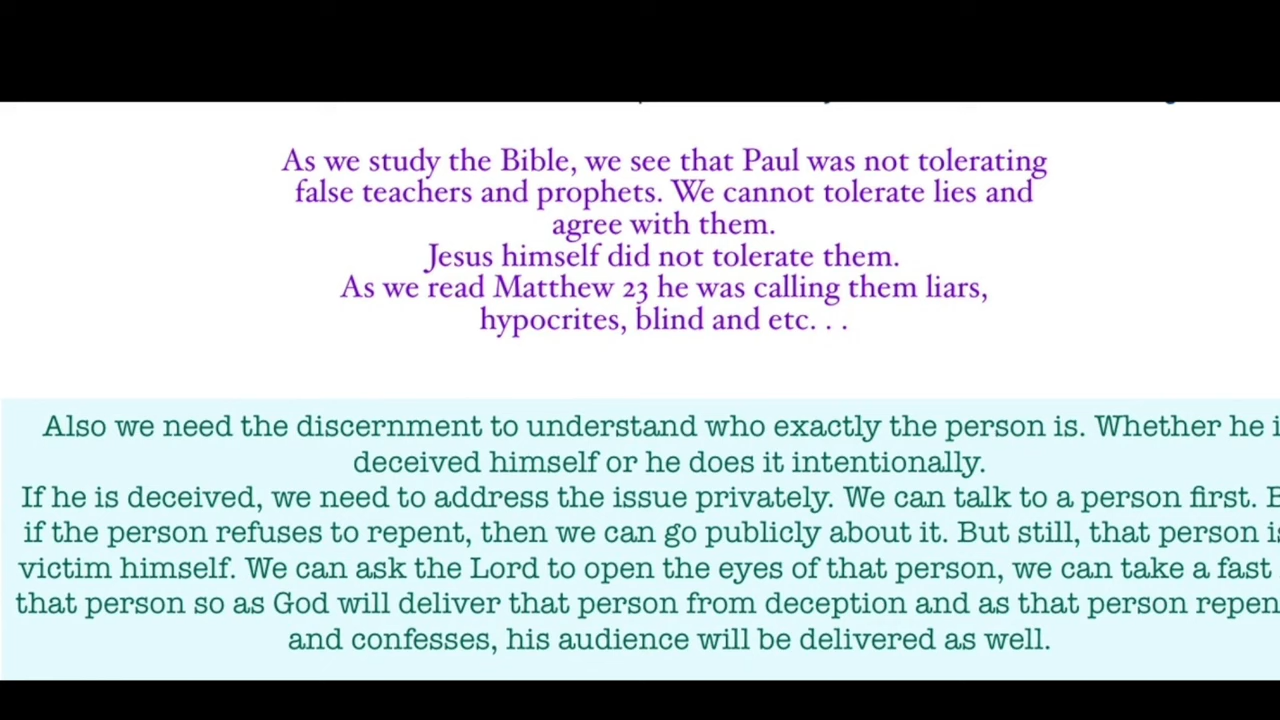 As we study the Bible, we see that Paul was not tolerating
false teachers and prophets. We cannot tolerate lies and
agree with them.
Jesus himself did not tolerate them.
As we read Matthew 23 he was calling them liars,
hypocrites, blind and etc. . .
Also we need the discernment to understand who exactly the person is. Whether he
deceived himself or he does it intentionally.
If he is deceived, we need to address the issue privately. We can talk to a person first.
if the person refuses to repent, then we can go publicly about it. But still, that person
victim himself. We can ask the Lord to open the eyes of that person, we can take a fast
that person so as God will deliver that person from deception and as that person
and confesses, his audience will be delivered as well.